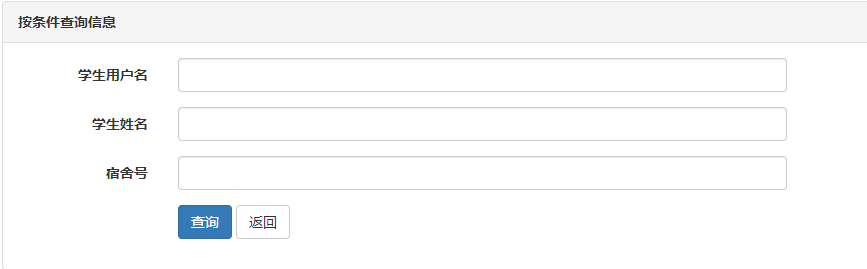 按条件查询信息
学生用户名
学生姓名
宿舍号
查询 返回